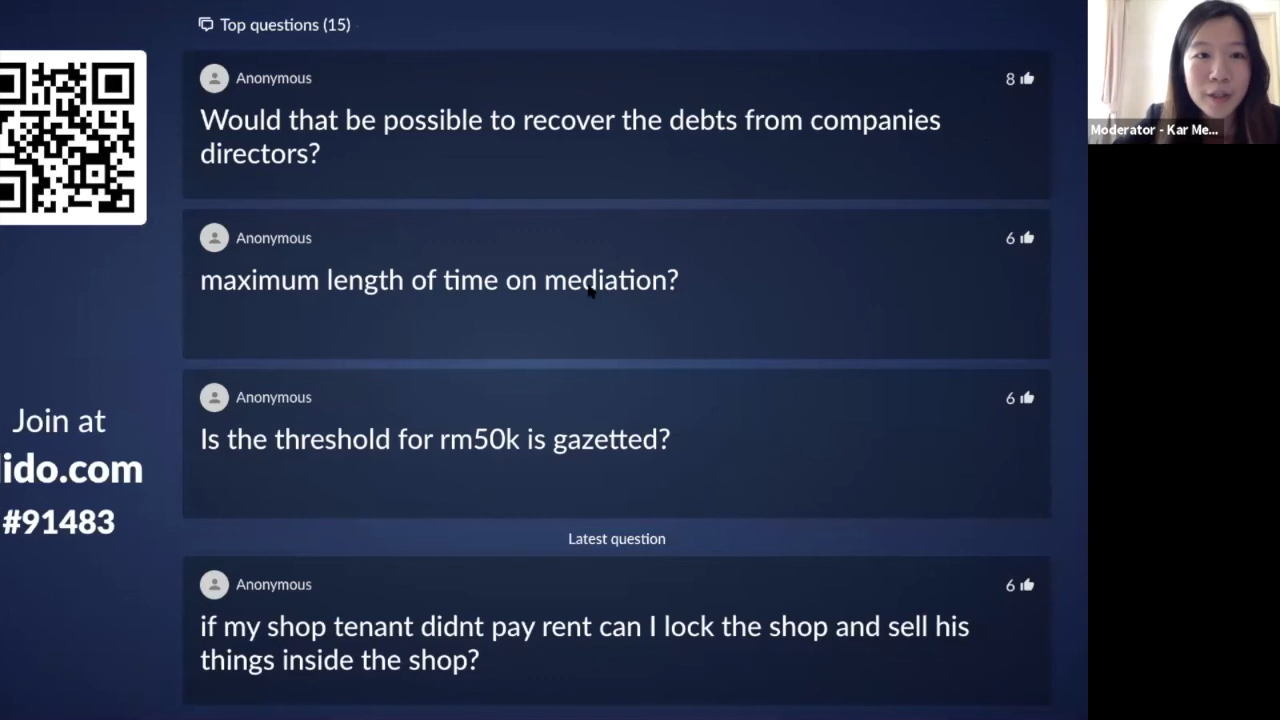 Top questions (15)
Anonymous
8
Would that be possible to recover the debts from companies
directors?
Anonymous
6
maximum length of time on mediation?
Anonymous
6
Is the threshold for rm50k is gazetted?
Latest question
Anonymous
6
if my shop tenant didnt pay rent can I lock the shop and sell his
things inside the shop?
Join at
lido.com
#91483
Moderator - Kar Me...